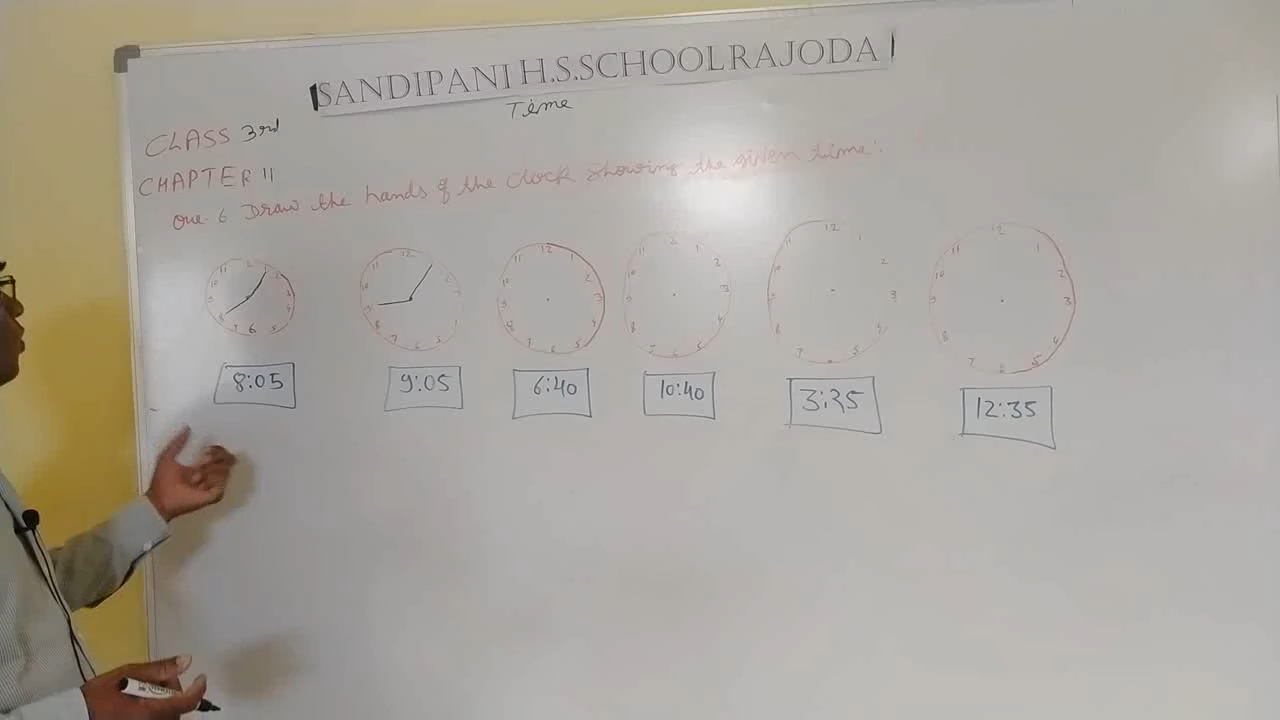 SANDIPANI H.S.SCHOOL RAJODA
Time
CLASS 3rd
CHAPTER 11
Que. 6 Draw the hands of the clock showing the given time:
8:05
9:05
6:40
10:40
3:35
12:35